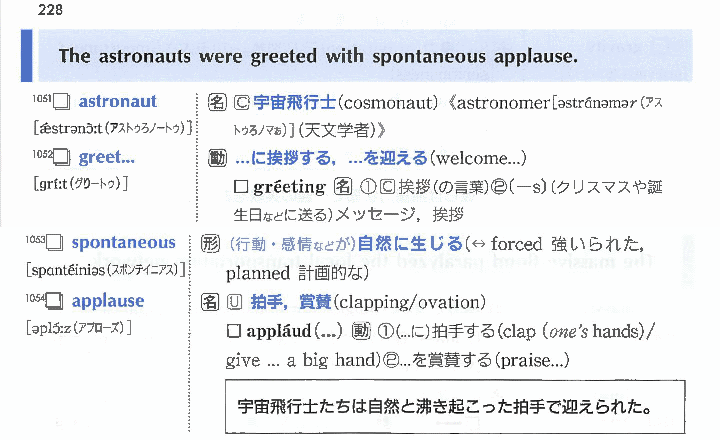 228
The astronauts were greeted with spontaneous applause.
1051□ astronaut
[ǽstrənɔ̀ːt(アストゥろノートゥ)]
名 Ⓒ 宇宙飛行士(cosmonaut)《astronomer[əstrɑ́nəmər(アス
トゥろノマぁ)](天文学者)》
1052□ greet...
[gríːt(グリートゥ)]
動 …に挨拶する, …を迎える(welcome...)
□ gréeting 名 ①Ⓒ挨拶(の言葉)②(―s)(クリスマスや誕
生日などに送る)メッセージ, 挨拶
1053□ spontaneous
[spɑntéiniəs(スポンテイニアス)]
形 (行動・感情などが)自然に生じる(↔ forced 強いられた,
planned 計画的な)
1054□ applause
[əplɔ́ːz(アプローズ)]
名 Ⓤ 拍手, 賞賛(clapping/ovation)
□ appláud(...) 動 ①(...に)拍手する(clap (one's hands)/
give ... a big hand)②...を賞賛する(praise...)
宇宙飛行士たちは自然と沸き起こった拍手で迎えられた。